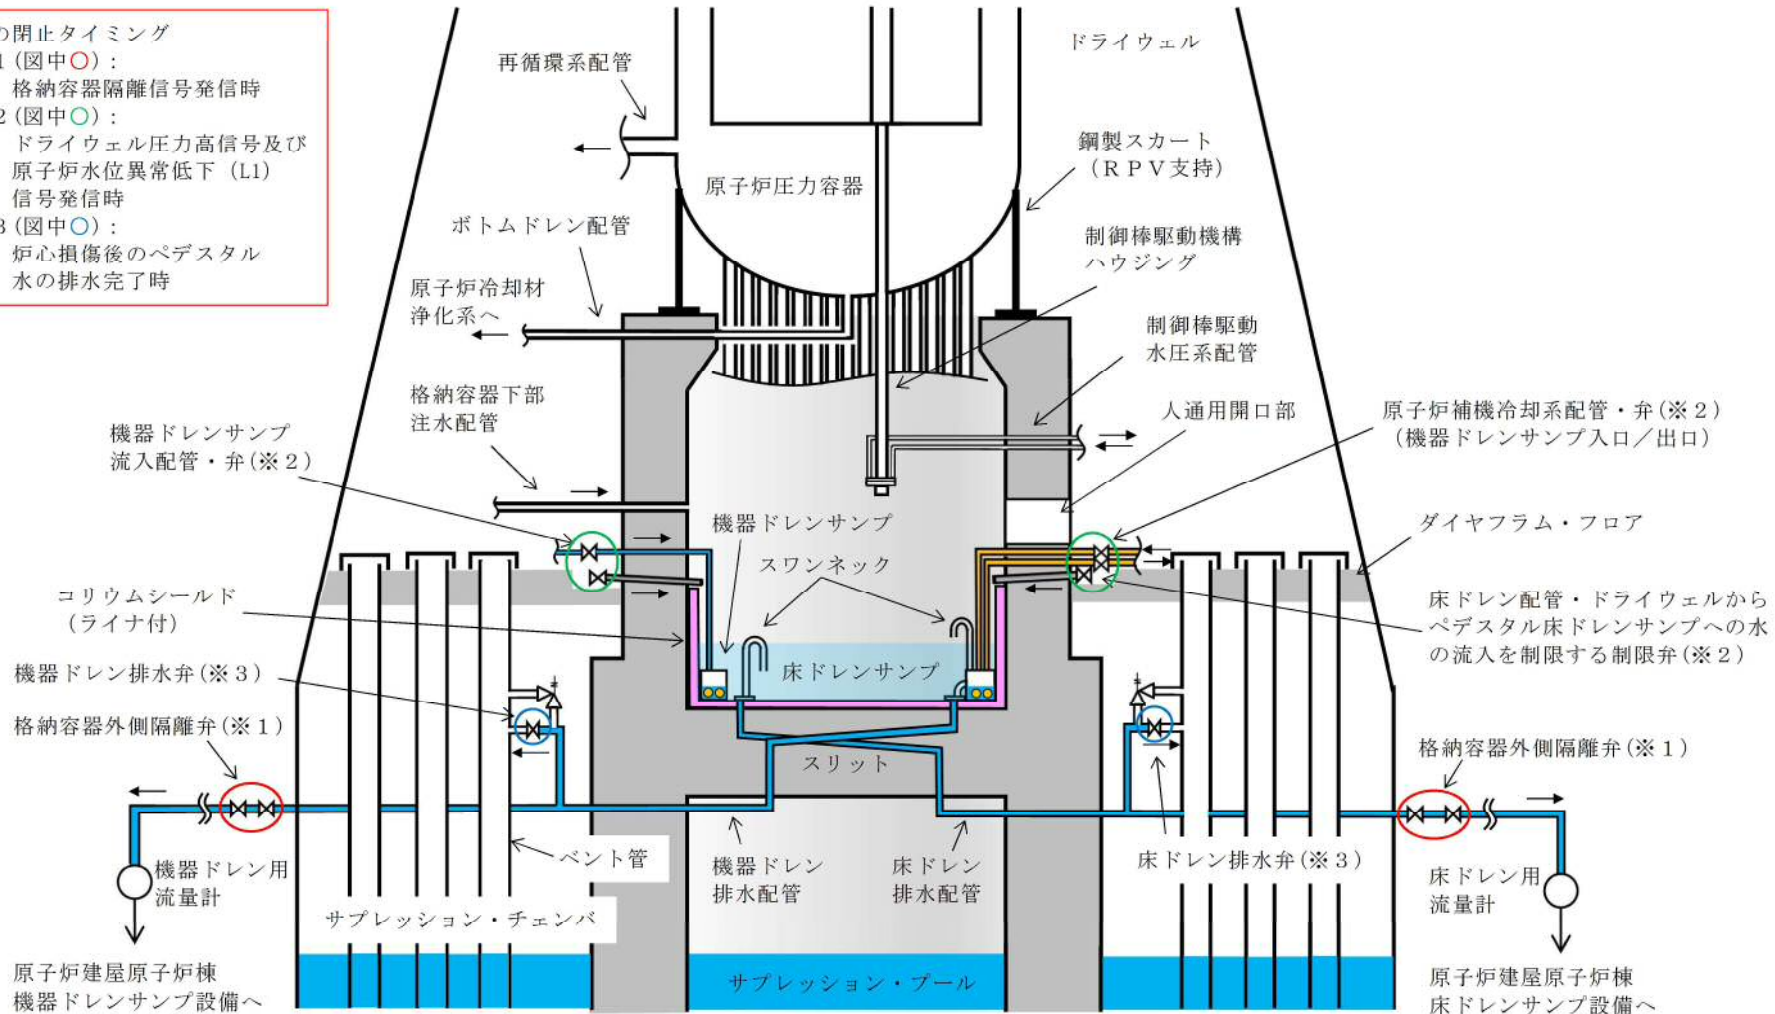 の閉止タイミング
1 (図中○) :
格納容器隔離信号発信時
2 (図中○) :
ドライウェル圧力高信号及び
原子炉水位異常低下 (L1)
信号発信時
3 (図中○) :
炉心損傷後のペデスタル
水の排水完了時
再循環系配管
ドライウェル
鋼製スカート
（ＲＰＶ支持）
原子炉圧力容器
ボトムドレン配管
制御棒駆動機構
ハウジング
原子炉冷却材
浄化系へ
制御棒駆動
水圧系配管
格納容器下部
注水配管
人通用開口部
原子炉補機冷却系配管・弁(※２)
（機器ドレンサンプ入口／出口）
機器ドレンサンプ
流入配管・弁(※２)
機器ドレンサンプ
スワンネック
ダイヤフラム・フロア
コリウムシールド
（ライナ付）
床ドレン配管・ドライウェルから
ペデスタル床ドレンサンプへの水
の流入を制限する制限弁(※２)
床ドレンサンプ
機器ドレン排水弁(※３)
格納容器外側隔離弁(※１)
スリット
格納容器外側隔離弁(※１)
機器ドレン用
流量計
ベント管
機器ドレン
排水配管
床ドレン
排水配管
床ドレン排水弁(※３)
床ドレン用
流量計
サプレッション・チェンバ
サプレッション・プール
原子炉建屋原子炉棟
機器ドレンサンプ設備へ
原子炉建屋原子炉棟
床ドレンサンプ設備へ